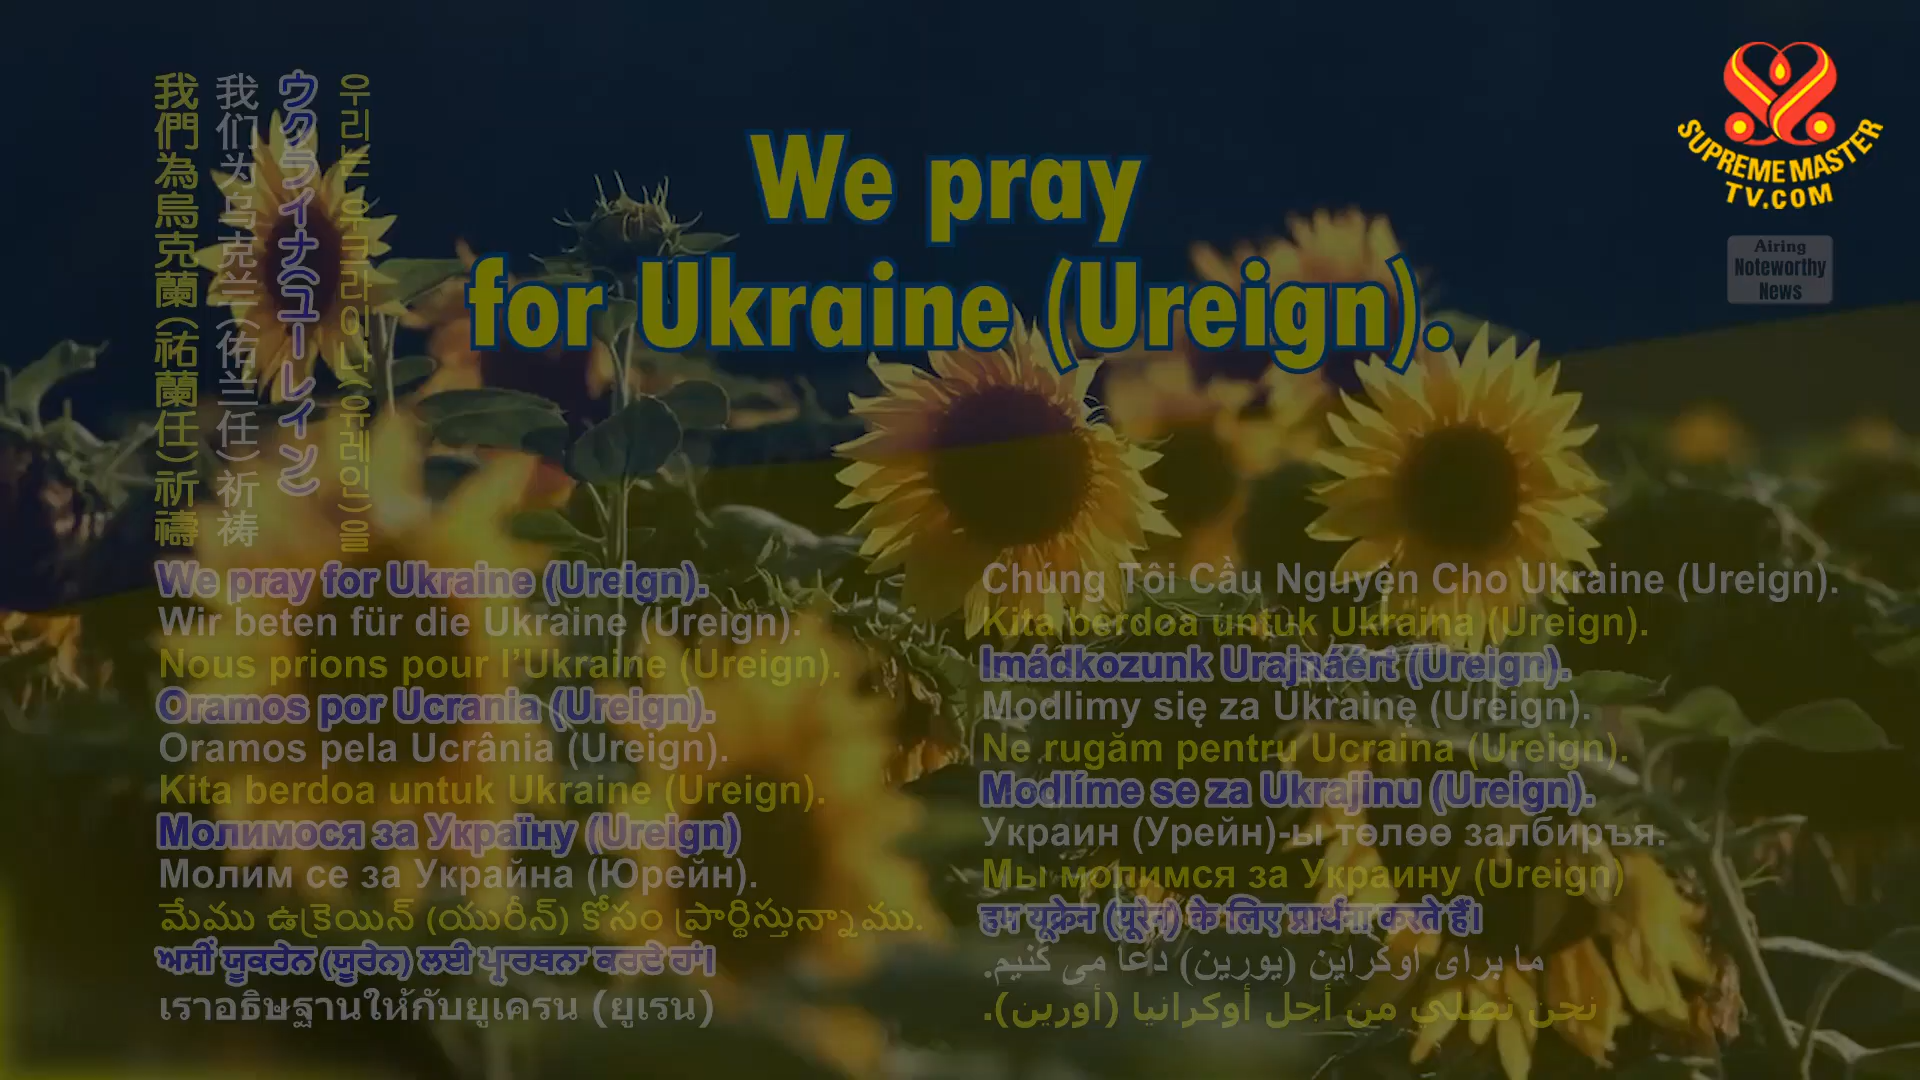 We pray
for Ukraine (Ureign).
SUPREME MASTER
TV.COM
Airing
Noteworthy
News
我們為烏克蘭(祐蘭任)祈禱
我们为乌克兰(佑兰任)祈祷
ウクライナ(ユーレイン)
우리는 우크라이나(유레인)을
We pray for Ukraine (Ureign).
Wir beten für die Ukraine (Ureign).
Nous prions pour l’Ukraine (Ureign).
Oramos por Ucrania (Ureign).
Oramos pela Ucrânia (Ureign).
Kita berdoa untuk Ukraine (Ureign).
Молимося за Україну (Ureign)
Молим се за Украйна (Юрейн).
మేము ఉక్రెయిన్ (యురీన్) కోసం ప్రార్థిస్తున్నాము.
ਅਸੀਂ ਯੂਕਰੇਨ (ਯੂਰੇਨ) ਲਈ ਪ੍ਰਾਰਥਨਾ ਕਰਦੇ ਹਾਂ।
เราอธิษฐานให้กับยูเครน (ยูเรน)
Chúng Tôi Cầu Nguyện Cho Ukraine (Ureign).
Kita berdoa untuk Ukraina (Ureign).
Imádkozunk Urajnáért (Ureign).
Modlimy się za Ukrainę (Ureign).
Ne rugăm pentru Ucraina (Ureign).
Modlíme se za Ukrajinu (Ureign).
Украин (Урейн)-ы төлөө залбиръя.
Мы молимся за Украину (Ureign)
हम यूक्रेन (यूरेन) के लिए प्रार्थना करते हैं।
ما برای اوکراین (یورین) دعا می کنیم.
نحن نصلي من أجل أوكرانيا (أورين).